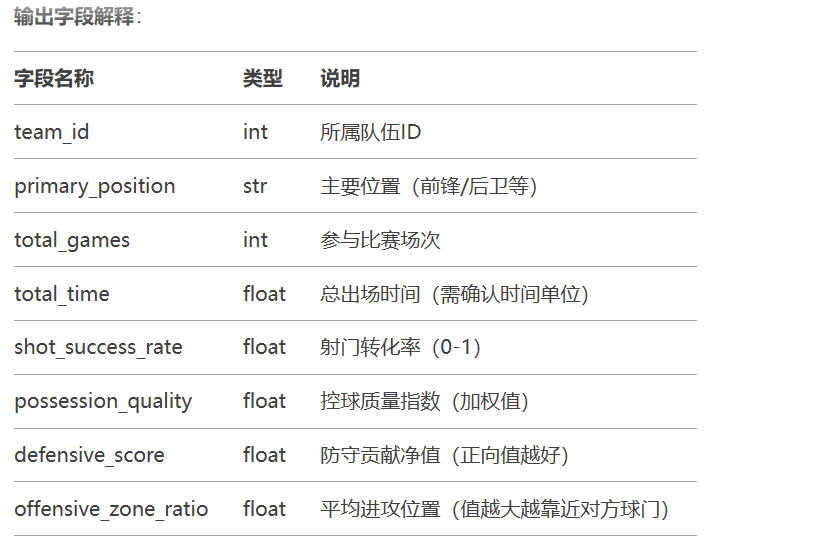 输出字段解释：
字段名称 类型 说明
team_id int 所属队伍ID
primary_position str 主要位置（前锋/后卫等）
total_games int 参与比赛场次
total_time float 总出场时间（需确认时间单位）
shot_success_rate float 射门转化率（0-1）
possession_quality float 控球质量指数（加权值）
defensive_score float 防守贡献净值（正向值越好）
offensive_zone_ratio float 平均进攻位置（值越大越靠近对方球门）